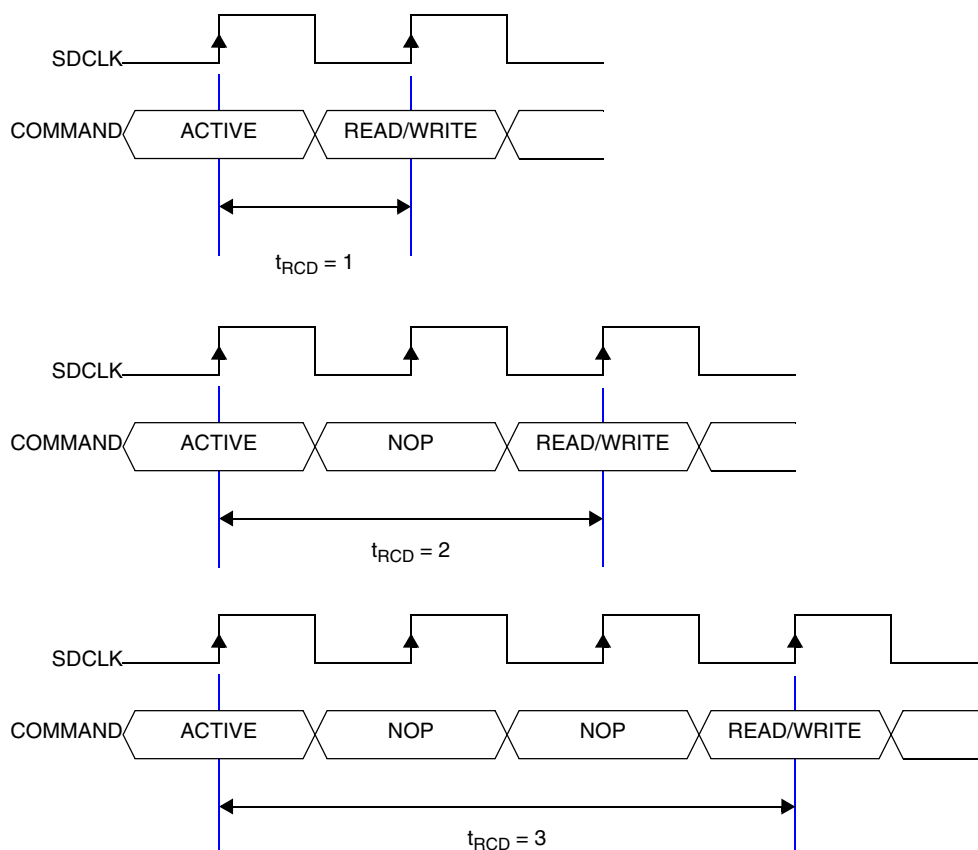 SDCLK
COMMAND ACTIVE READ/WRITE
tRCD = 1
SDCLK
COMMAND ACTIVE NOP READ/WRITE
tRCD = 2
SDCLK
COMMAND ACTIVE NOP NOP READ/WRITE
tRCD = 3